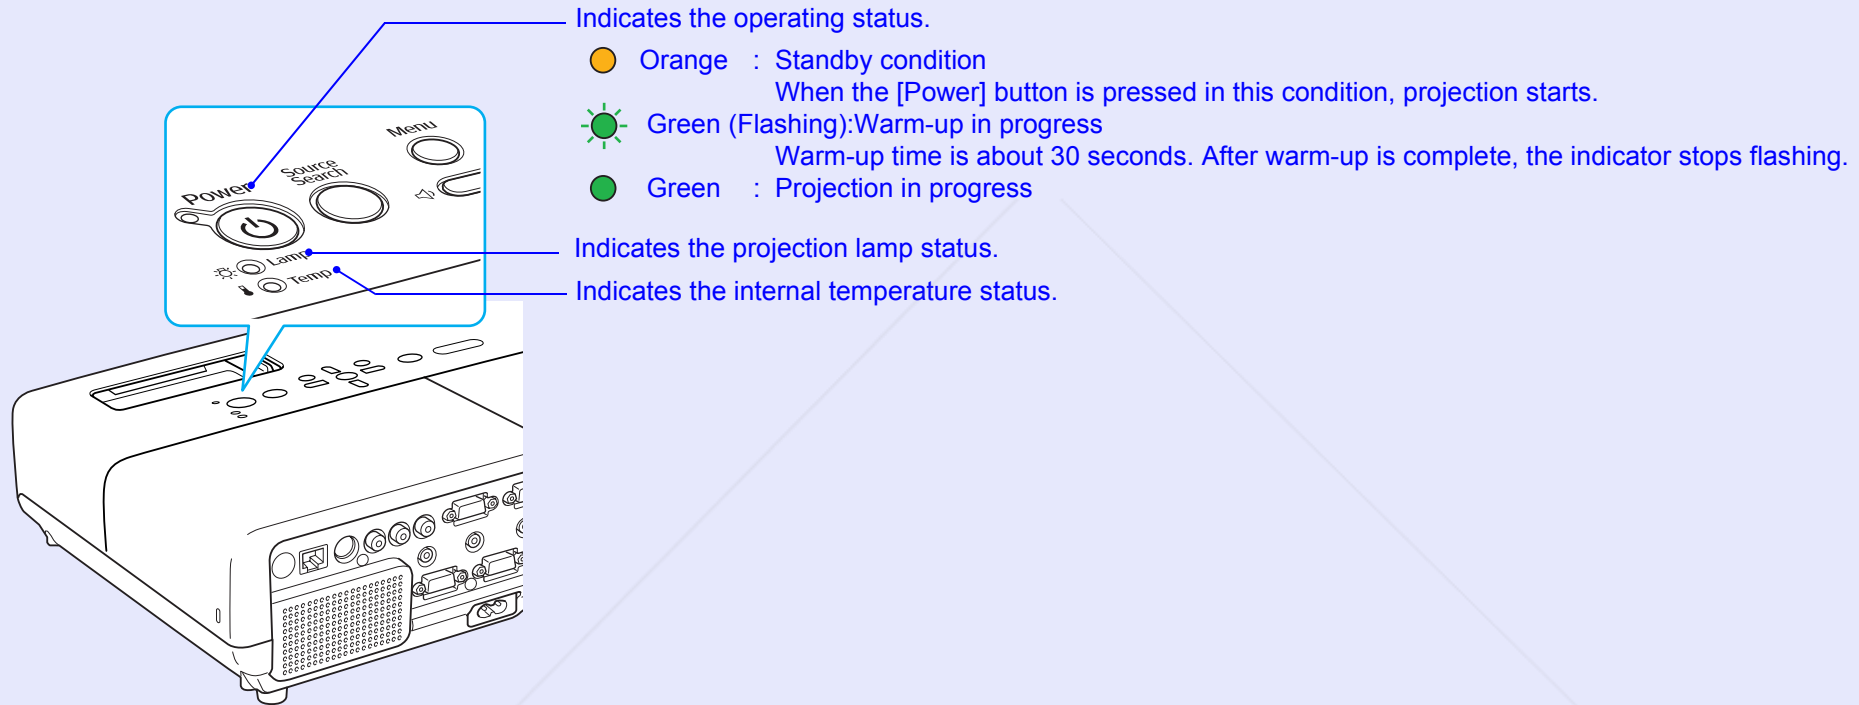 Indicates the operating status.
Orange : Standby condition
When the [Power] button is pressed in this condition, projection starts.
Green (Flashing):Warm-up in progress
Warm-up time is about 30 seconds. After warm-up is complete, the indicator stops flashing.
Green : Projection in progress
Indicates the projection lamp status.
Indicates the internal temperature status.
Menu
Source
Search
Power
Lamp
Temp